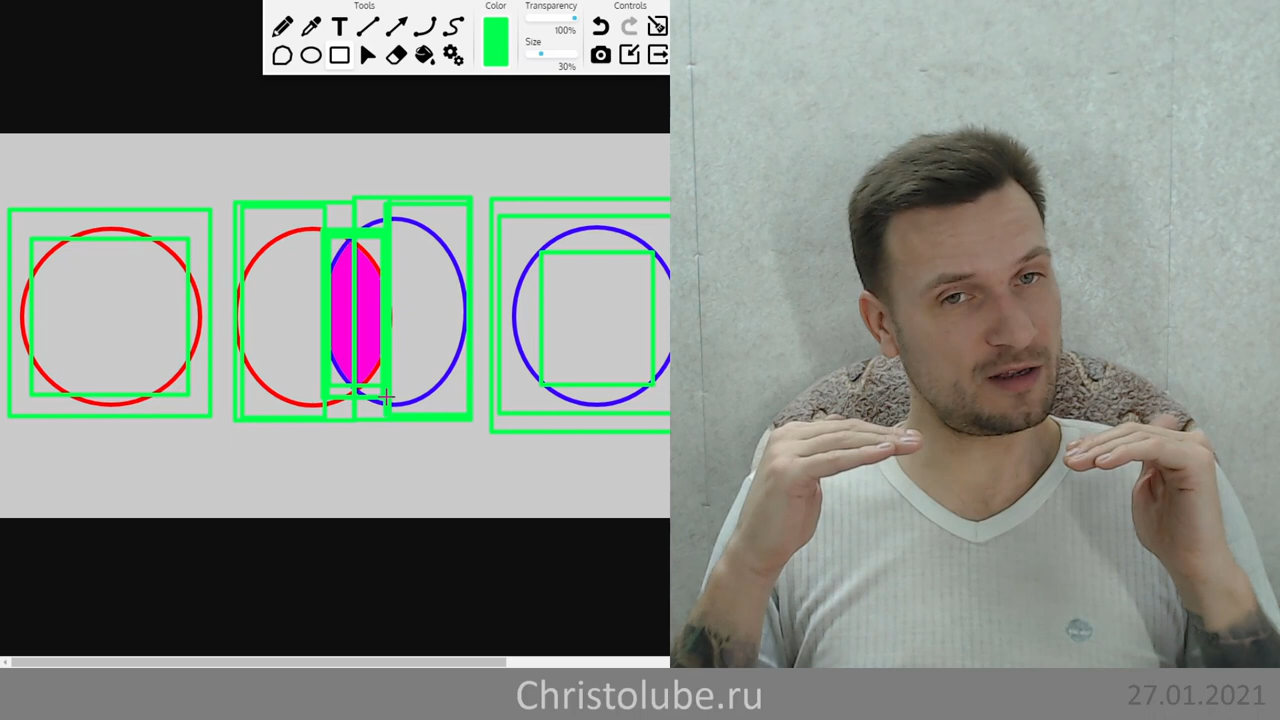 Tools
Color
Transparency
100%
Size
30%
Controls
T
Christolube.ru
27.01.2021